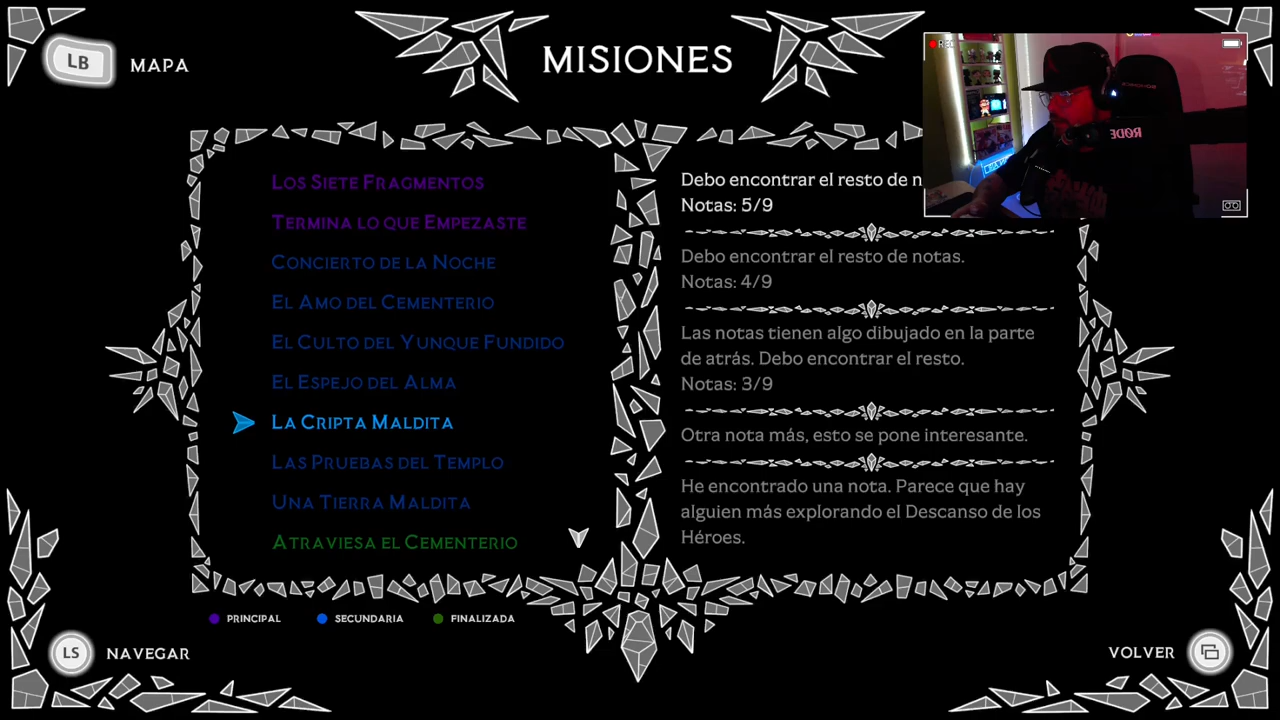 LB MAPA
MISIONES
REC
LOS SIETE FRAGMENTOS
TERMINA LO QUE EMPEZASTE
CONCIERTO DE LA NOCHE
EL AMO DEL CEMENTERIO
EL CULTO DEL YUNQUE FUNDIDO
EL ESPEJO DEL ALMA
LA CRIPTA MALDITA
LAS PRUEBAS DEL TEMPLO
UNA TIERRA MALDITA
ATRAVIESA EL CEMENTERIO
PRINCIPAL SECUNDARIA FINALIZADA
Debo encontrar el resto de
Notas: 5/9
Debo encontrar el resto de notas.
Notas: 4/9
Las notas tienen algo dibujado en la parte
de atrás. Debo encontrar el resto.
Notas: 3/9
Otra nota más, esto se pone interesante.
He encontrado una nota. Parece que hay
alguien más explorando el Descanso de los
Héroes.
RØDE
LS NAVEGAR
VOLVER